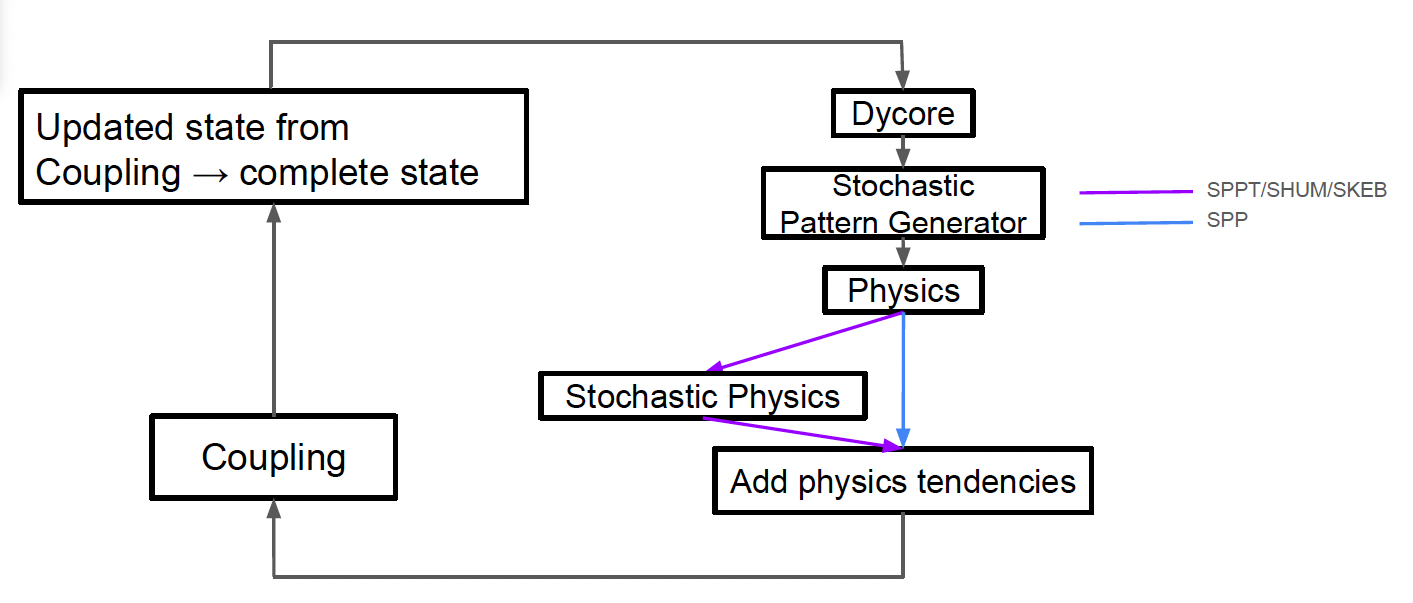 Updated state from
Coupling → complete state
Dycore
Stochastic
Pattern Generator
SPPT/SHUM/SKEB
SPP
Physics
Stochastic Physics
Coupling
Add physics tendencies